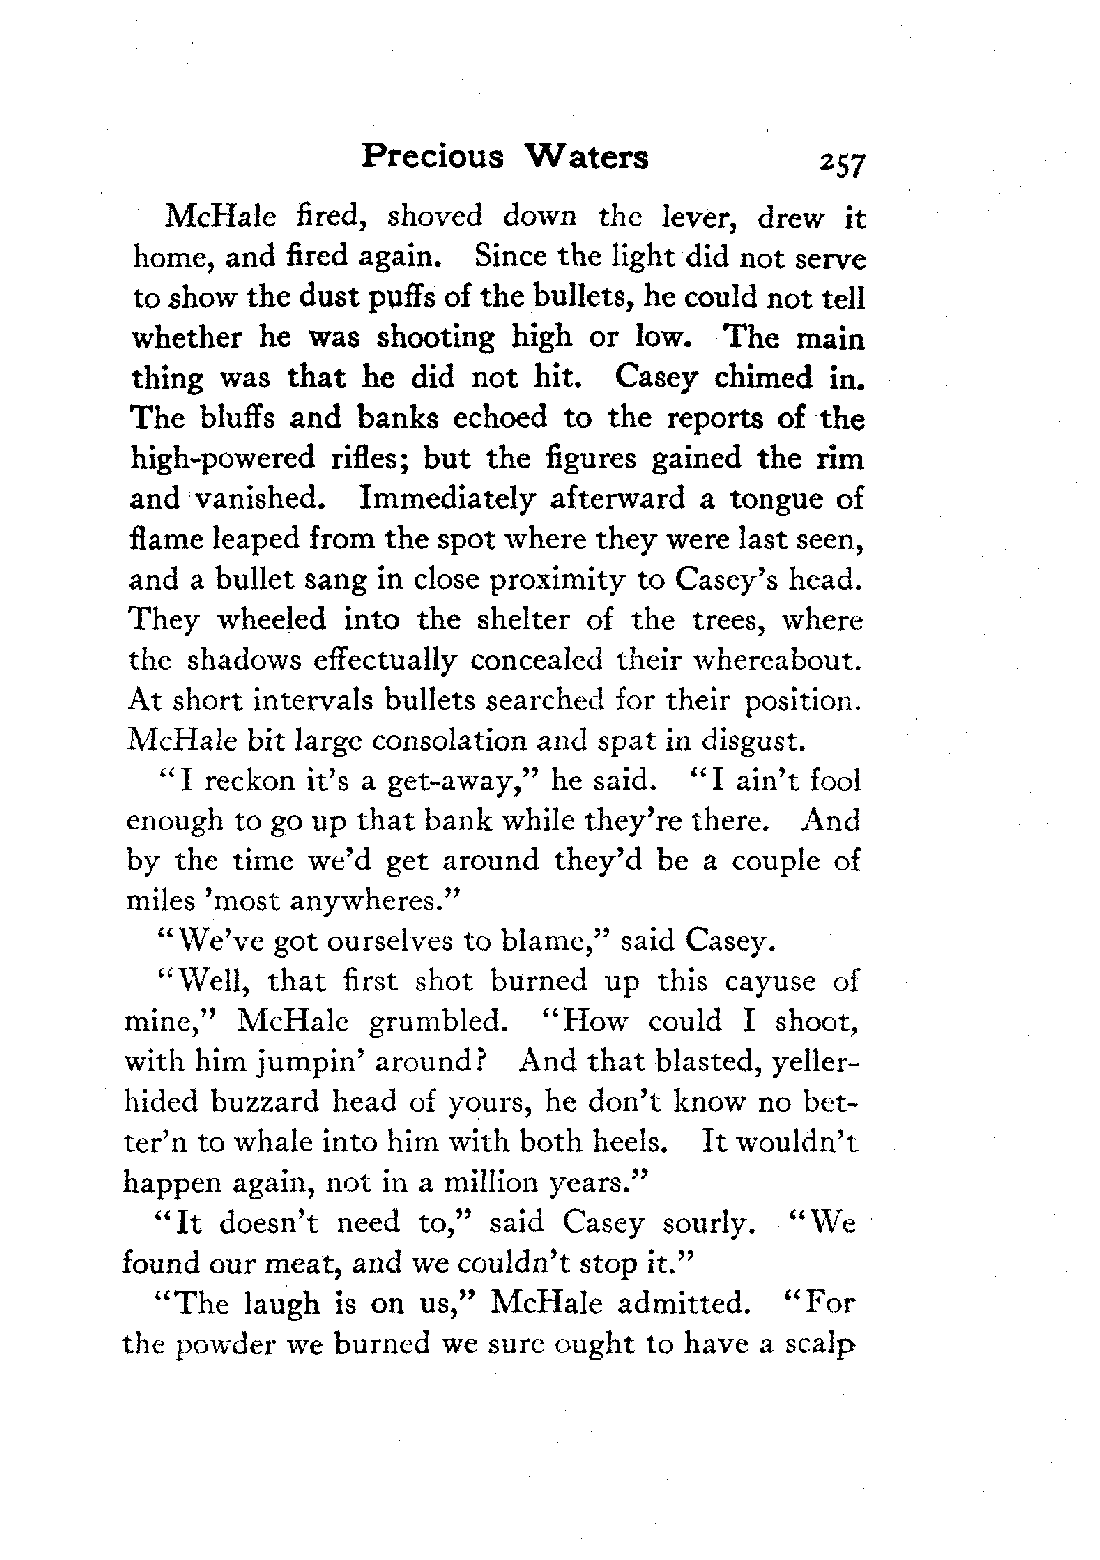 Precious Waters 257
McHale fired, shoved down the lever, drew it
home, and fired again. Since the light did not serve
to show the dust puffs of the bullets, he could not tell
whether he was shooting high or low. The main
thing was that he did not hit. Casey chimed in.
The bluffs and banks echoed to the reports of the
high-powered rifles; but the figures gained the rim
and vanished. Immediately afterward a tongue of
flame leaped from the spot where they were last seen,
and a bullet sang in close proximity to Casey's head.
They wheeled into the shelter of the trees, where
the shadows effectually concealed their whereabout.
At short intervals bullets searched for their position.
McHale bit large consolation and spat in disgust.
"I reckon it's a get-away," he said. "I ain't fool
enough to go up that bank while they're there. And
by the time we'd get around they'd be a couple of
miles 'most anywheres."
"We've got ourselves to blame," said Casey.
"Well, that first shot burned up this cayuse of
mine," McHale grumbled. "How could I shoot,
with him jumpin' around? And that blasted, yeller-
hided buzzard head of yours, he don't know no bet-
ter'n to whale into him with both heels. It wouldn't
happen again, not in a million years."
"It doesn't need to," said Casey sourly. "We
found our meat, and we couldn't stop it."
"The laugh is on us," McHale admitted. "For
the powder we burned we sure ought to have a scalp